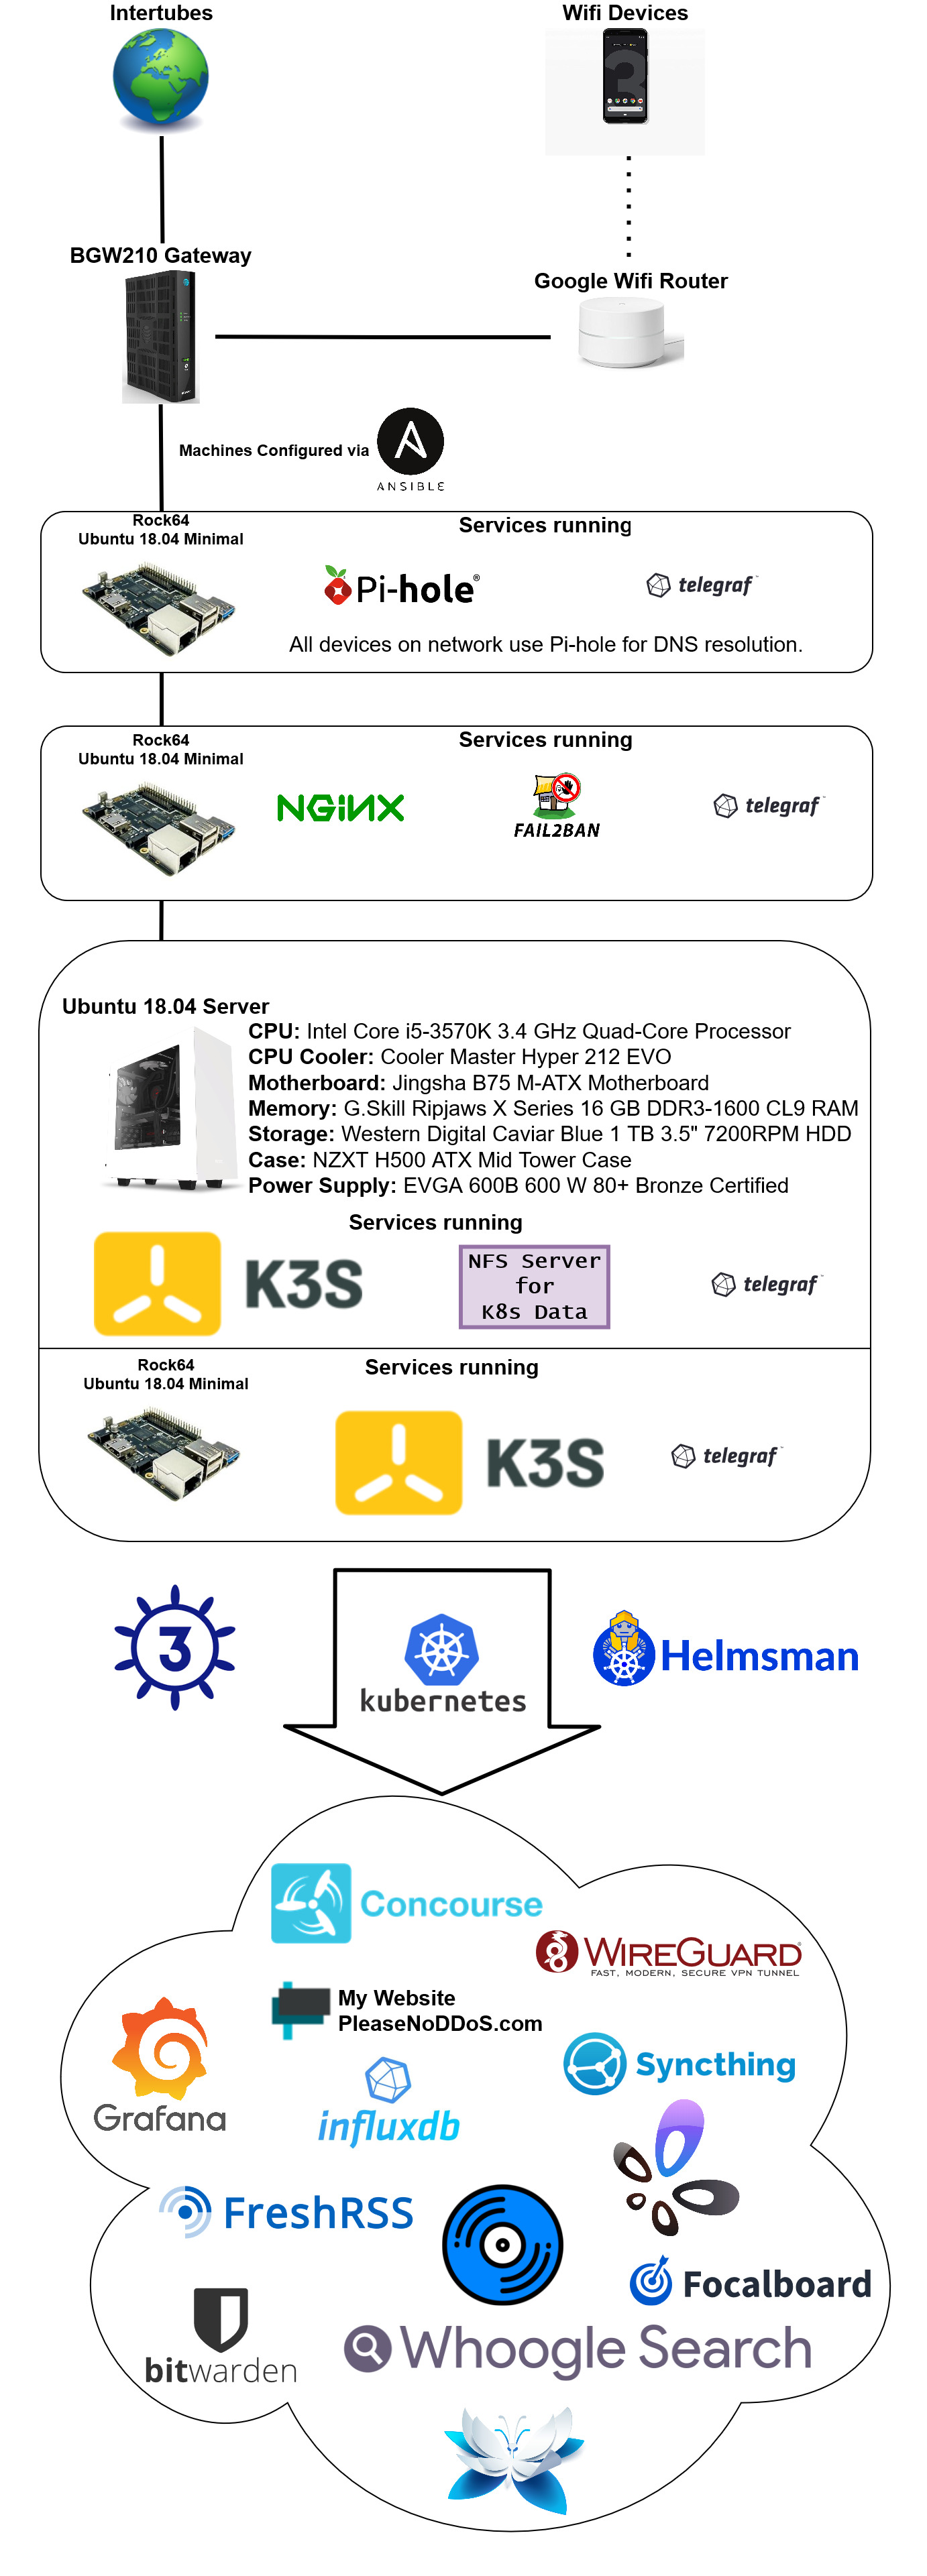 Intertubes
Wifi Devices
3
BGW210 Gateway
Google Wifi Router
Machines Configured via
A
ANSIBLE
Rock64
Ubuntu 18.04 Minimal
Services running
Pi-hole®
telegraf™
All devices on network use Pi-hole for DNS resolution.
Rock64
Ubuntu 18.04 Minimal
Services running
NGINX
FAIL2BAN
telegraf™
Ubuntu 18.04 Server
CPU: Intel Core i5-3570K 3.4 GHz Quad-Core Processor
CPU Cooler: Cooler Master Hyper 212 EVO
Motherboard: Jingsha B75 M-ATX Motherboard
Memory: G.Skill Ripjaws X Series 16 GB DDR3-1600 CL9 RAM
Storage: Western Digital Caviar Blue 1 TB 3.5" 7200RPM HDD
Case: NZXT H500 ATX Mid Tower Case
Power Supply: EVGA 600B 600 W 80+ Bronze Certified
Services running
K3S
NFS Server
for
K8s Data
telegraf™
Rock64
Ubuntu 18.04 Minimal
Services running
K3S
telegraf™
3
kubernetes
Helmsman
Concourse
WIREGUARD®
FAST, MODERN, SECURE VPN TUNNEL
My Website
PleaseNoDDoS.com
Grafana
influxdb
Syncthing
FreshRSS
Focalboard
bitwarden
Whoogle Search